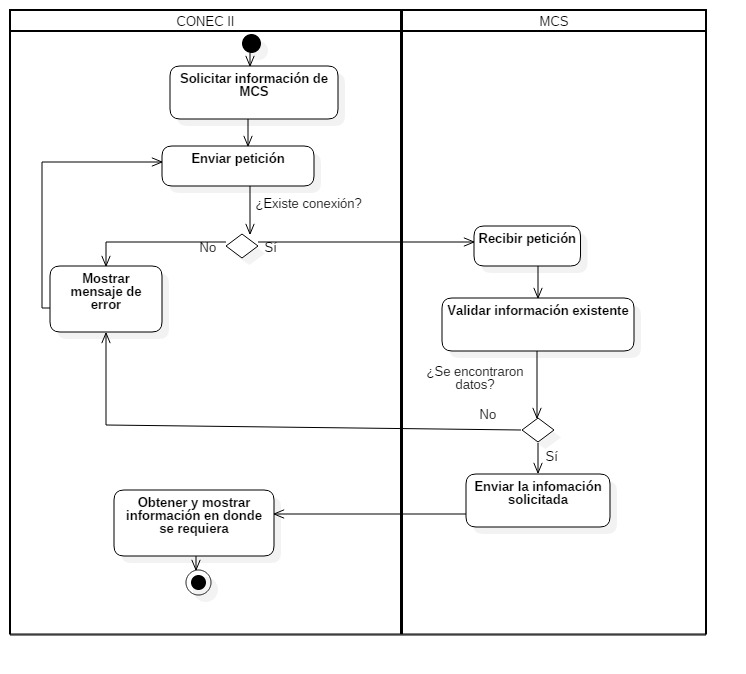 CONEC II
MCS
Solicitar información de
MCS
Enviar petición
¿Existe conexión?
No
Sí
Recibir petición
Mostrar
mensaje de
error
Validar información existente
¿Se encontraron
datos?
No
Sí
Enviar la infomación
solicitada
Obtener y mostrar
información en donde
se requiera